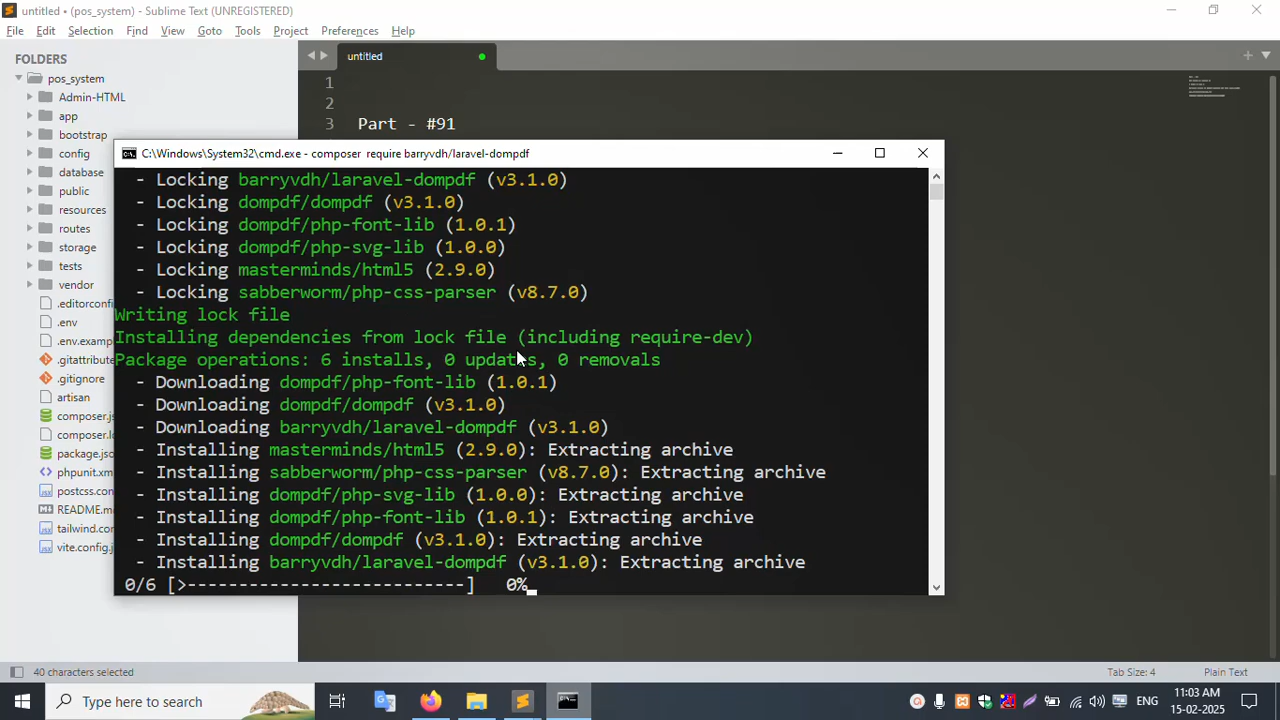 untitled • (pos_system) - Sublime Text (UNREGISTERED)
File Edit Selection Find View Goto Tools Project Preferences Help
FOLDERS
pos_system
Admin-HTML
app
bootstrap
config
database
public
resources
routes
storage
tests
vendor
.editorconfi
.env
.env.examp
.gitattribute
.gitignore
artisan
composer.js
composer.lo
package.jso
phpunit.xm
postcss.con
README.m
tailwind.com
vite.config.j
untitled
1
2
3 Part - #91
C:\Windows\System32\cmd.exe - composer require barryvdh/laravel-dompdf
- Locking barryvdh/laravel-dompdf (v3.1.0)
- Locking dompdf/dompdf (v3.1.0)
- Locking dompdf/php-font-lib (1.0.1)
- Locking dompdf/php-svg-lib (1.0.0)
- Locking masterminds/html5 (2.9.0)
- Locking sabberworm/php-css-parser (v8.7.0)
Writing lock file
Installing dependencies from lock file (including require-dev)
Package operations: 6 installs, 0 updates, 0 removals
- Downloading dompdf/php-font-lib (1.0.1)
- Downloading dompdf/dompdf (v3.1.0)
- Downloading barryvdh/laravel-dompdf (v3.1.0)
- Installing masterminds/html5 (2.9.0): Extracting archive
- Installing sabberworm/php-css-parser (v8.7.0): Extracting archive
- Installing dompdf/php-svg-lib (1.0.0): Extracting archive
- Installing dompdf/php-font-lib (1.0.1): Extracting archive
- Installing dompdf/dompdf (v3.1.0): Extracting archive
- Installing barryvdh/laravel-dompdf (v3.1.0): Extracting archive
0/6 [>---------------------------] 0%
40 characters selected
Tab Size: 4 Plain Text
Type here to search
ENG
11:03 AM
15-02-2025